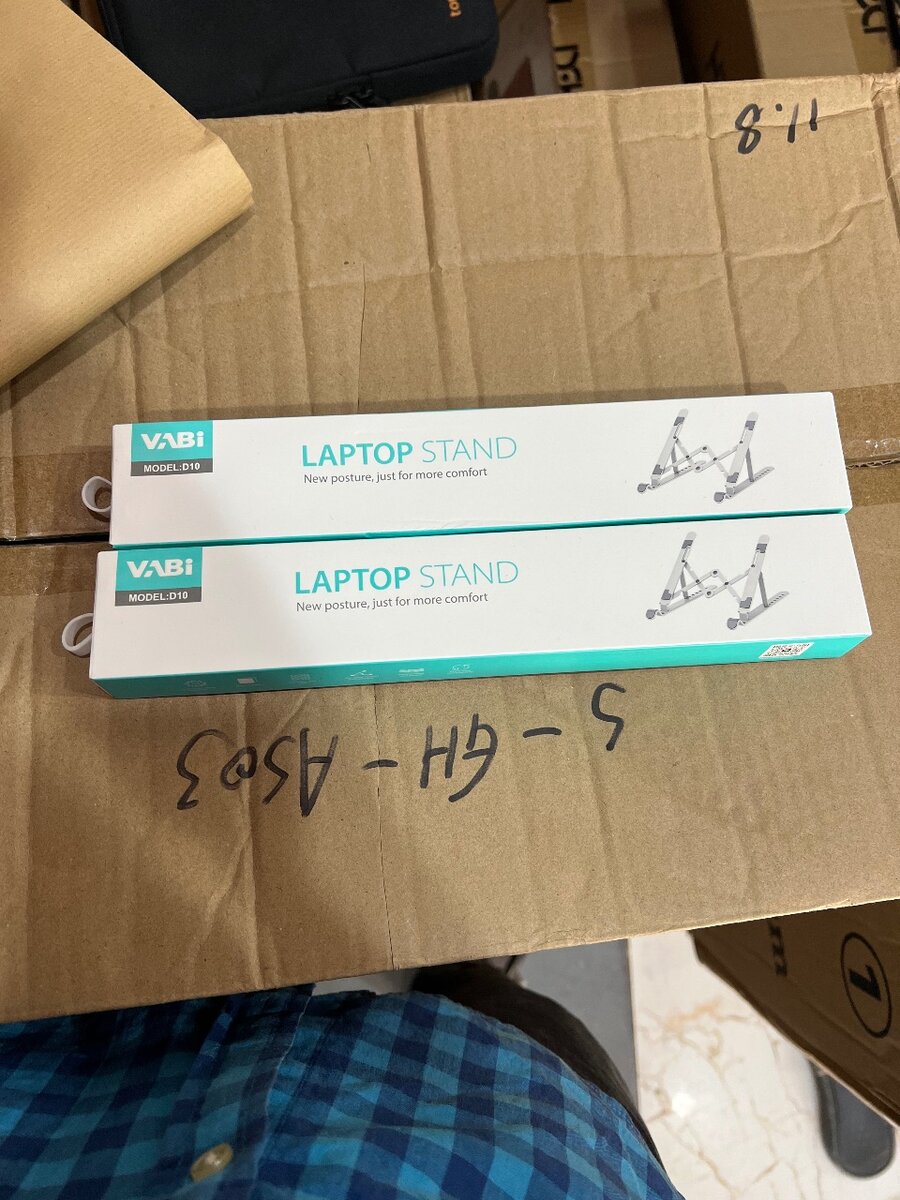 11.8
VABi
MODEL:D10
LAPTOP STAND
New posture, just for more comfort
VABi
MODEL:D10
LAPTOP STAND
New posture, just for more comfort
S-GH-AS03
1